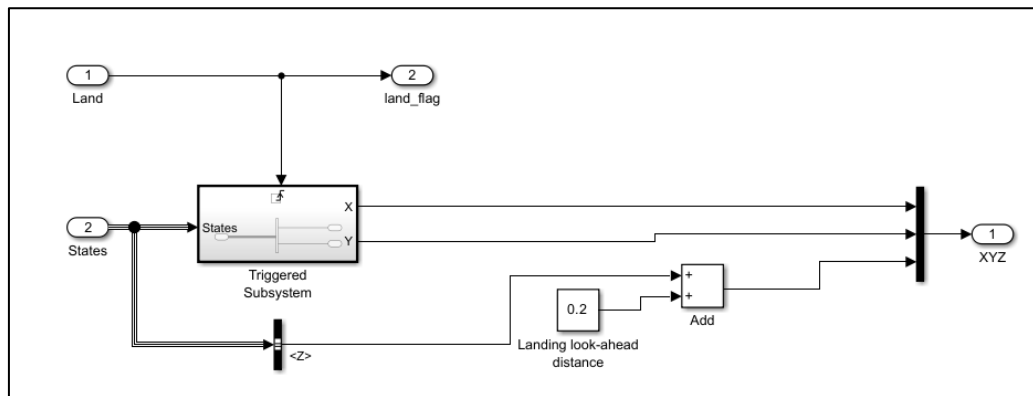 1
Land
2
land_flag
2
States
States
X
Y
Triggered
Subsystem
<Z>
0.2
Landing look-ahead
distance
+
+
Add
1
XYZ